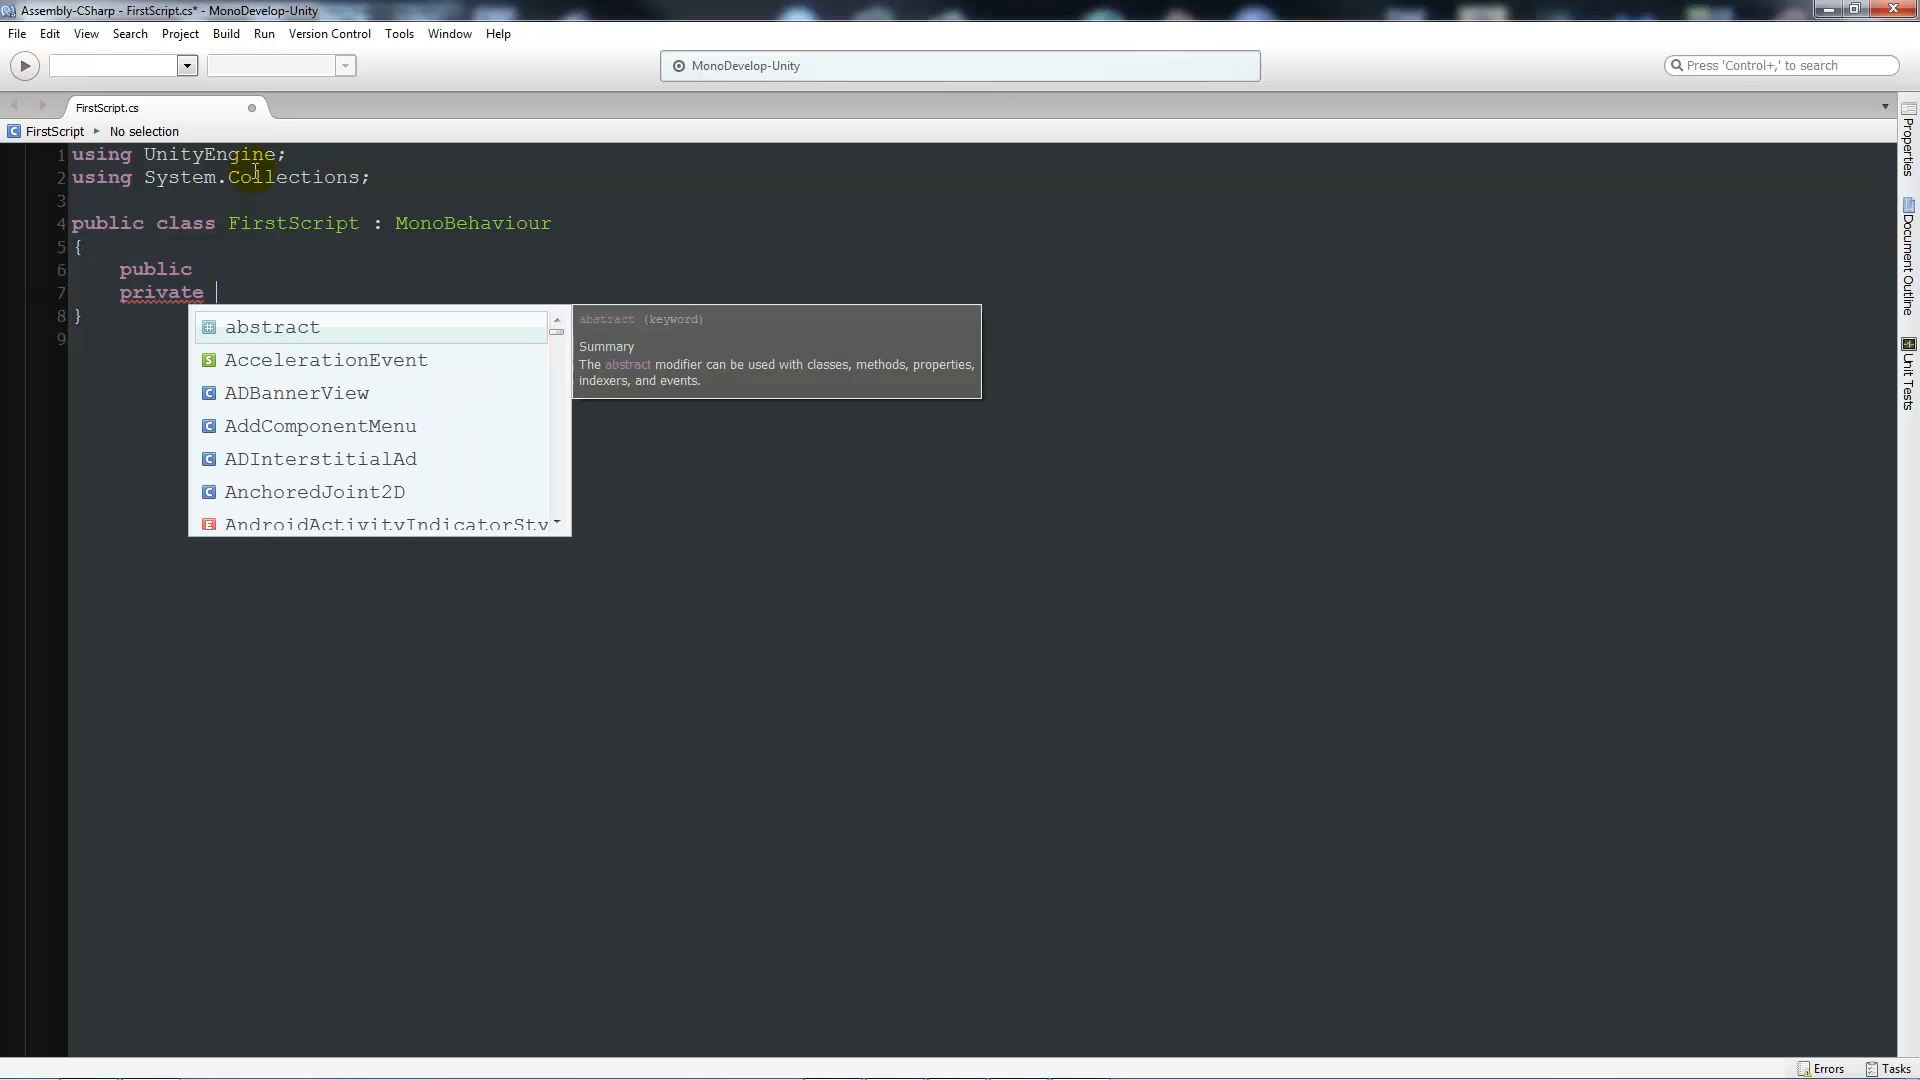 Assembly-CSharp - FirstScript.cs* - MonoDevelop-Unity
File Edit View Search Project Build Run Version Control Tools Window Help
MonoDevelop-Unity
Press 'Control+,' to search
FirstScript.cs
FirstScript No selection
1 using UnityEngine;
2 using System.Collections;
3
4 public class FirstScript : MonoBehaviour
5 {
6 public
7 private
8 }
9
abstract
AccelerationEvent
ADBannerView
AddComponentMenu
ADInterstitialAd
AnchoredJoint2D
AndroidActivityIndicatorSty
abstract (keyword)
Summary
The abstract modifier can be used with classes, methods, properties,
indexers, and events.
Properties
Document Outline
Unit Tests
Errors Tasks